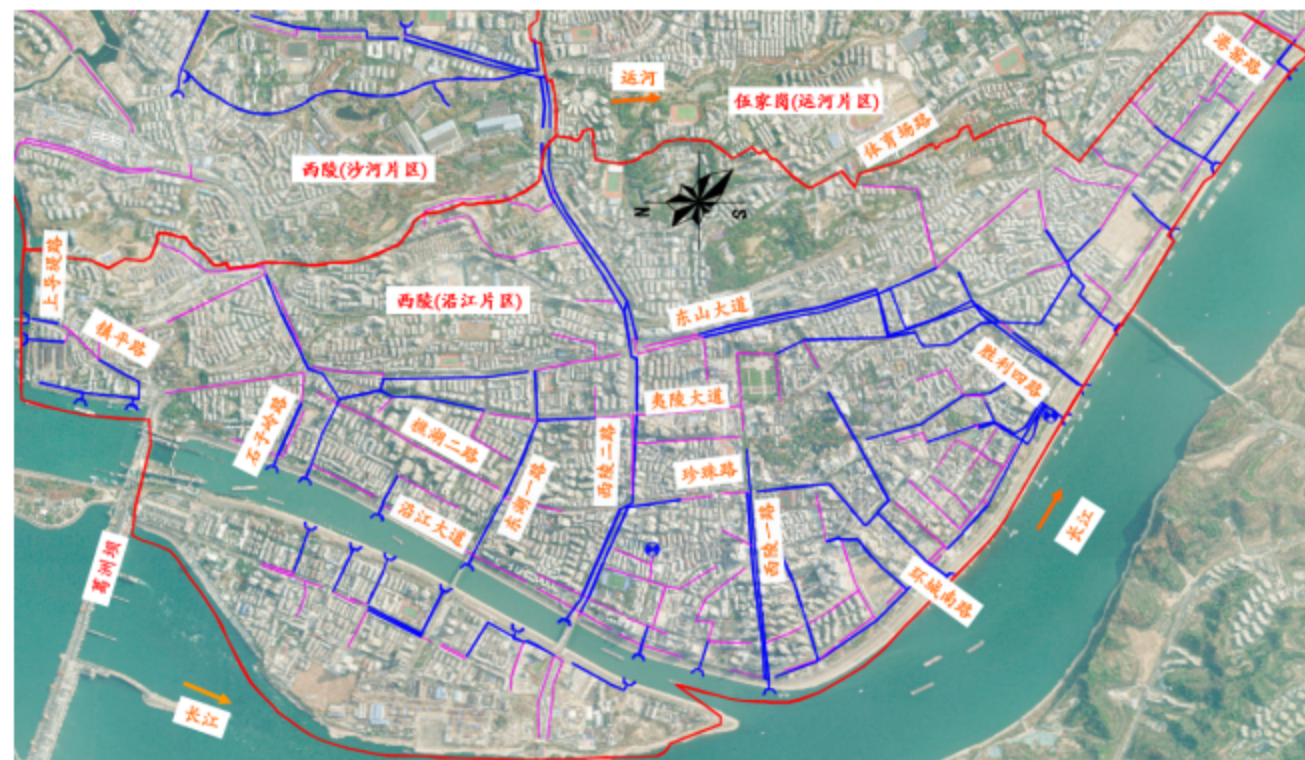 港窑路
运河
伍家岗(运河片区)
体育场路
西陵(沙河片区)
N
S
上导堤路
西陵(沿江片区)
东山大道
镇平路
胜利四路
夷陵大道
石子岭路
樵湖二路
西陵二路
珍珠路
东湖一路
沿江大道
西陵一路
长江
葛洲坝
环城南路
长江